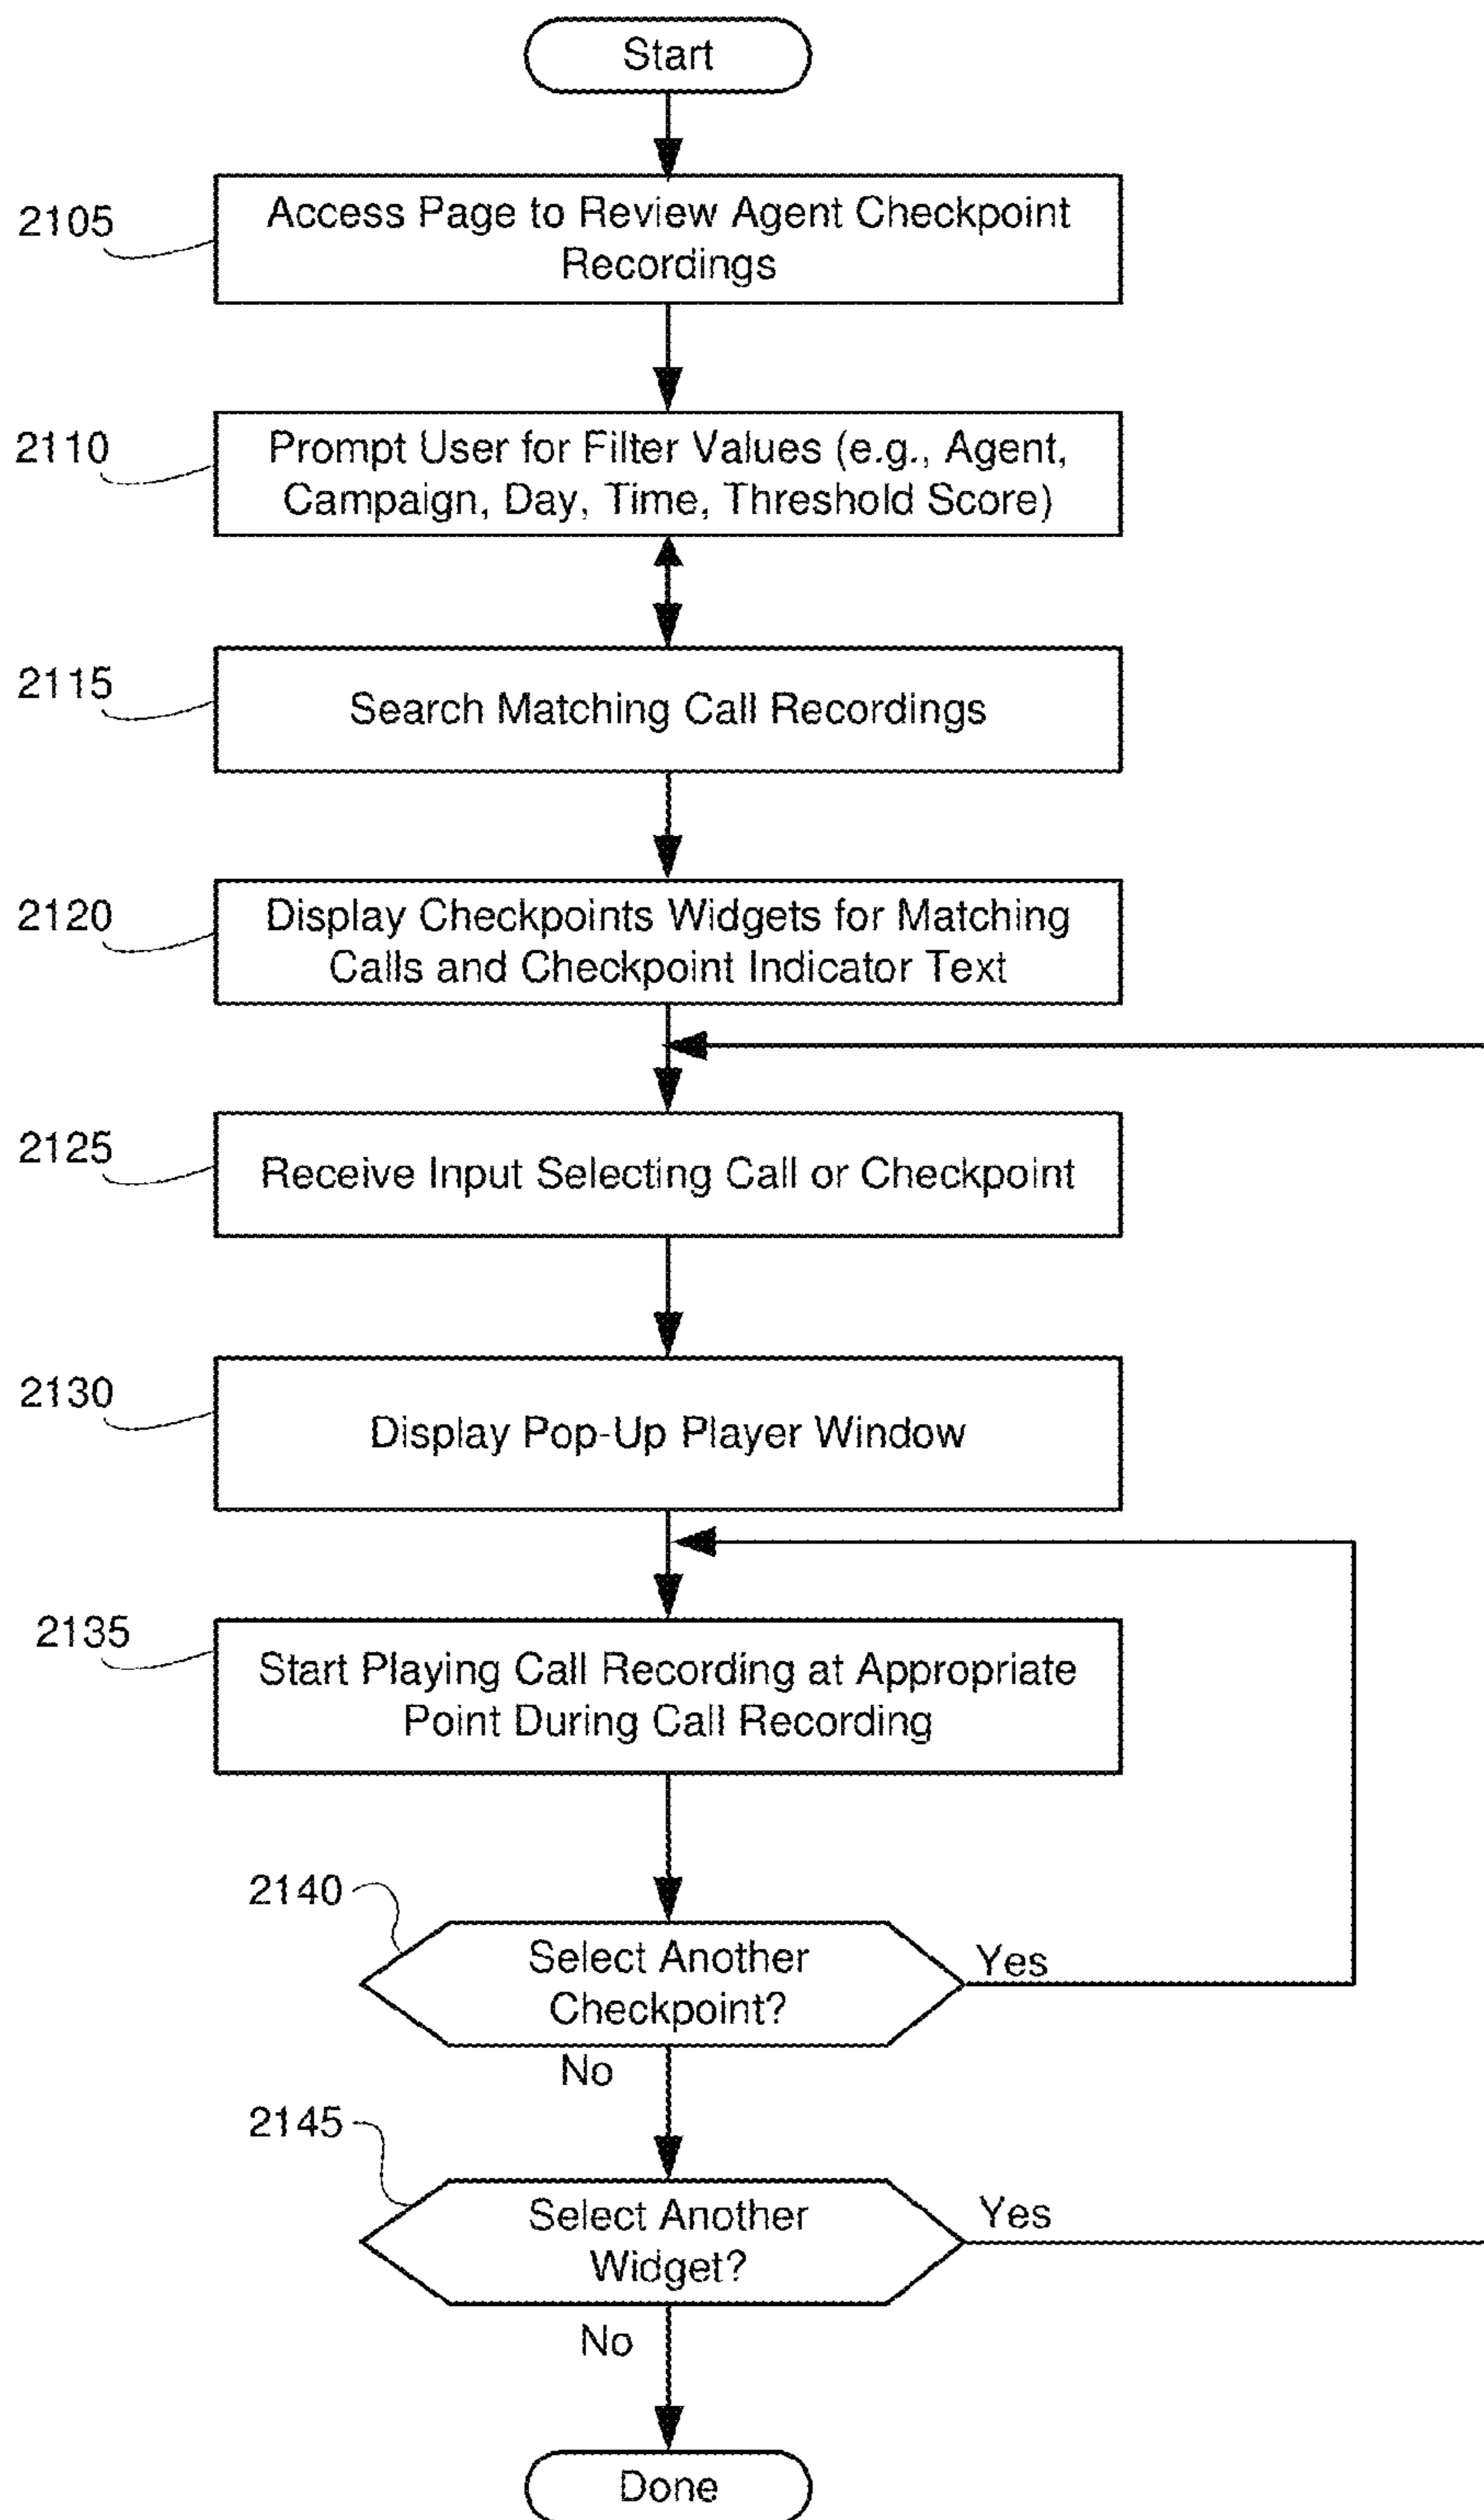 Start
2105
Access Page to Review Agent Checkpoint
Recordings
2110
Prompt User for Filter Values (e.g., Agent,
Campaign, Day, Time, Threshold Score)
2115
Search Matching Call Recordings
2120
Display Checkpoints Widgets for Matching
Calls and Checkpoint Indicator Text
2125
Receive Input Selecting Call or Checkpoint
2130
Display Pop-Up Player Window
2135
Start Playing Call Recording at Appropriate
Point During Call Recording
2140
Select Another
Checkpoint?
Yes
No
2145
Select Another
Widget?
Yes
No
Done